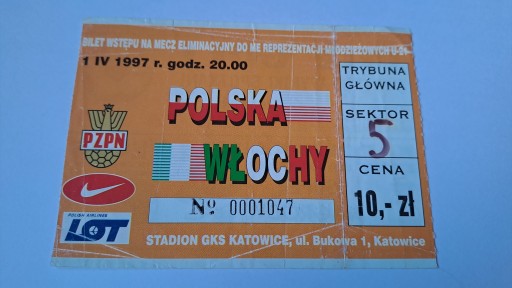 BILET WSTĘPU NA MECZ ELIMINACYJNY DO ME REPREZENTACJI MŁODZIEŻOWYCH U-21
1 IV 1997 r. godz. 20.00
PZPN
POLSKA
WŁOCHY
POLISH AIRLINES
LOT
No 0001047
STADION GKS KATOWICE, ul. Bukowa 1, Katowice
TRYBUNA
GŁÓWNA
SEKTOR
5
CENA
10,- zł